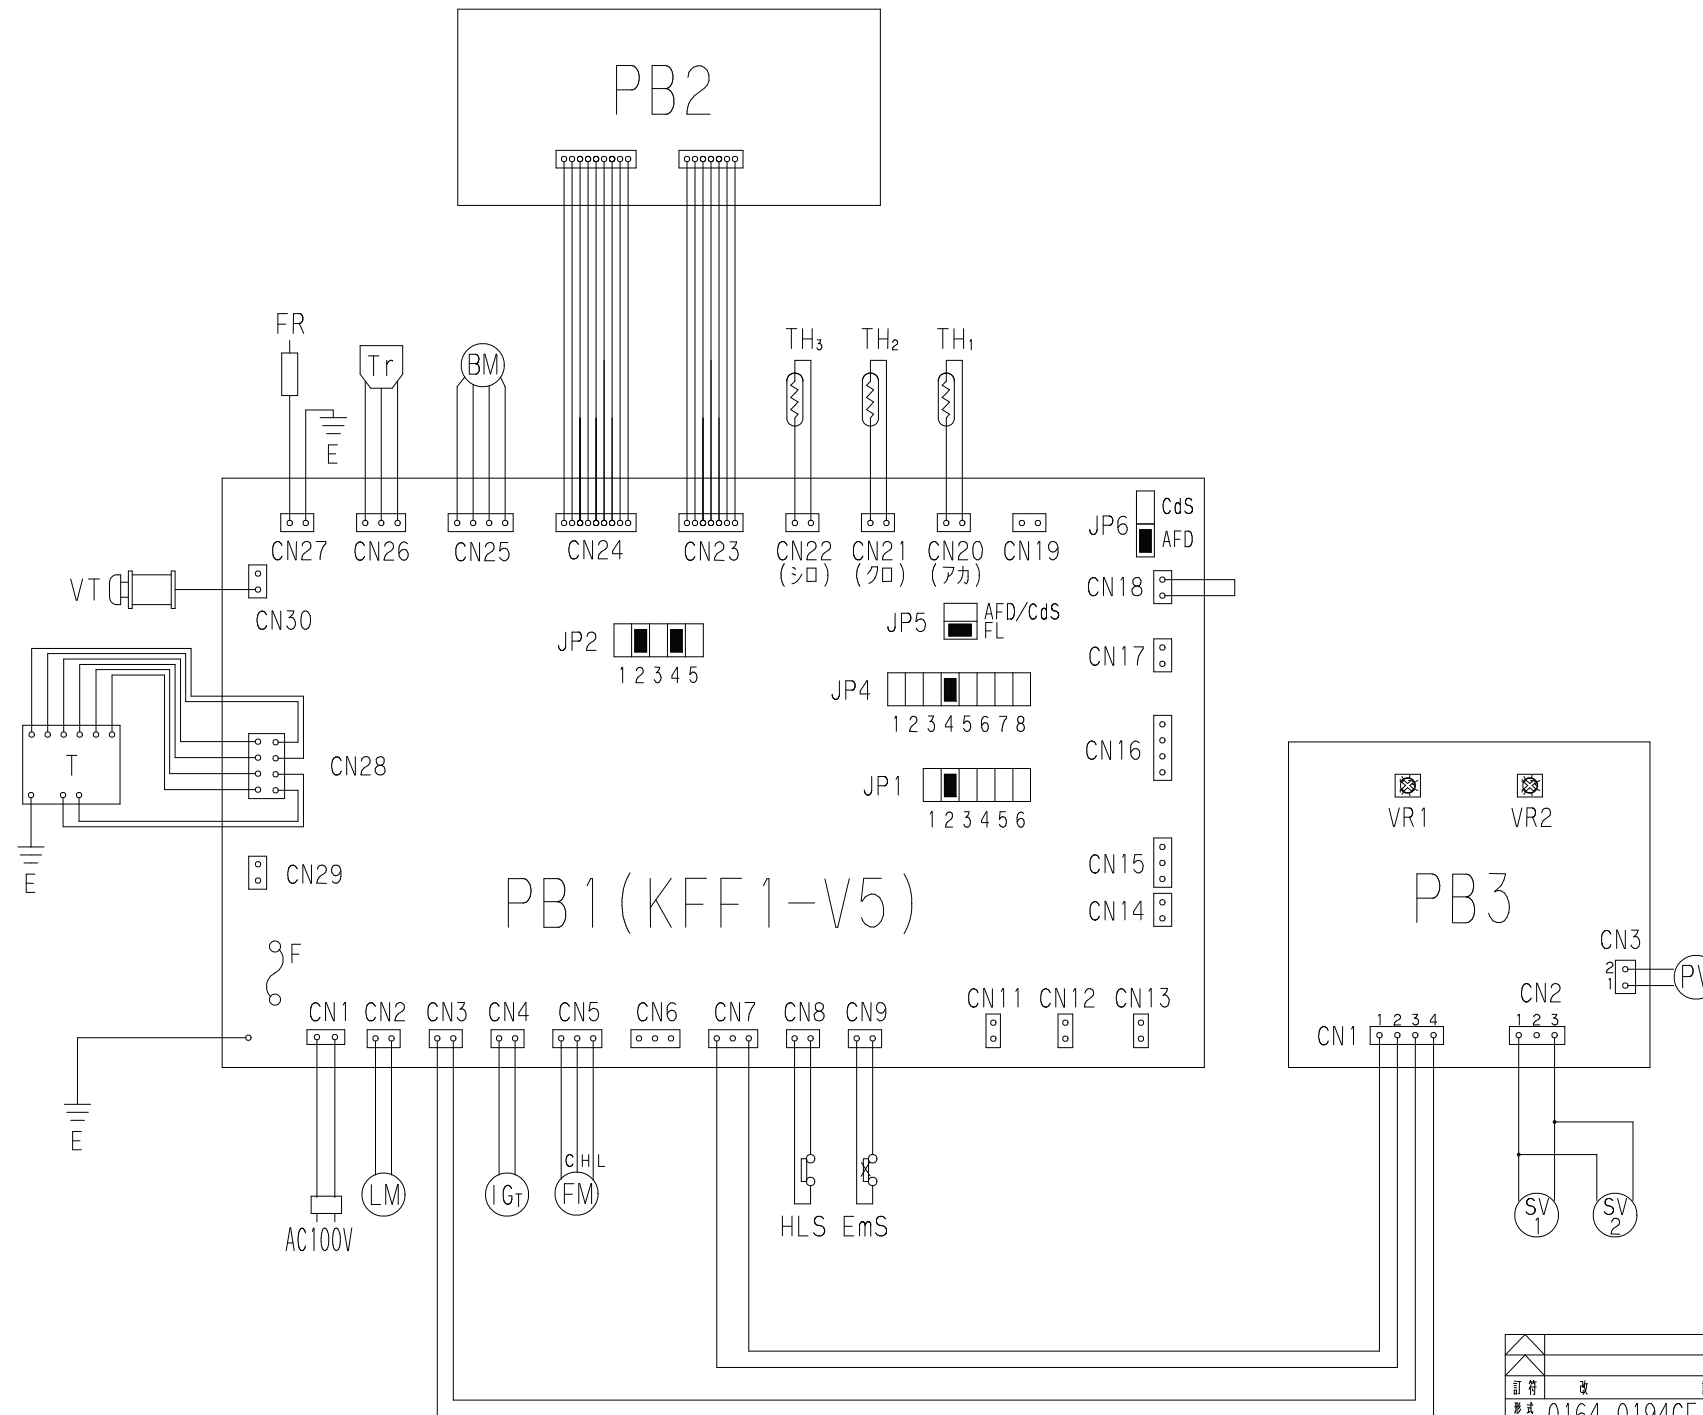 PB2
FR
Tr
BM
TH₃
TH₂
TH₁
E
CN27
CN26
CN25
CN24
CN23
CN22
(シロ)
CN21
(クロ)
CN20
(アカ)
CN19
JP6
CdS
AFD
VT
CN30
CN18
JP2
1 2 3 4 5
JP5
AFD/CdS
FL
CN17
JP4
1 2 3 4 5 6 7 8
T
CN28
CN16
JP1
1 2 3 4 5 6
VR1
VR2
E
CN29
CN15
CN14
PB1(KFF1-V5)
PB3
F
CN3
2
1
PV
CN1
CN2
CN3
CN4
CN5
CN6
CN7
CN8
CN9
CN11
CN12
CN13
CN1
1 2 3 4
CN2
1 2 3
E
C H L
LM
IGT
FM
AC100V
HLS
EmS
SV
1
SV
2
訂符
改
形式
0164 0194CF